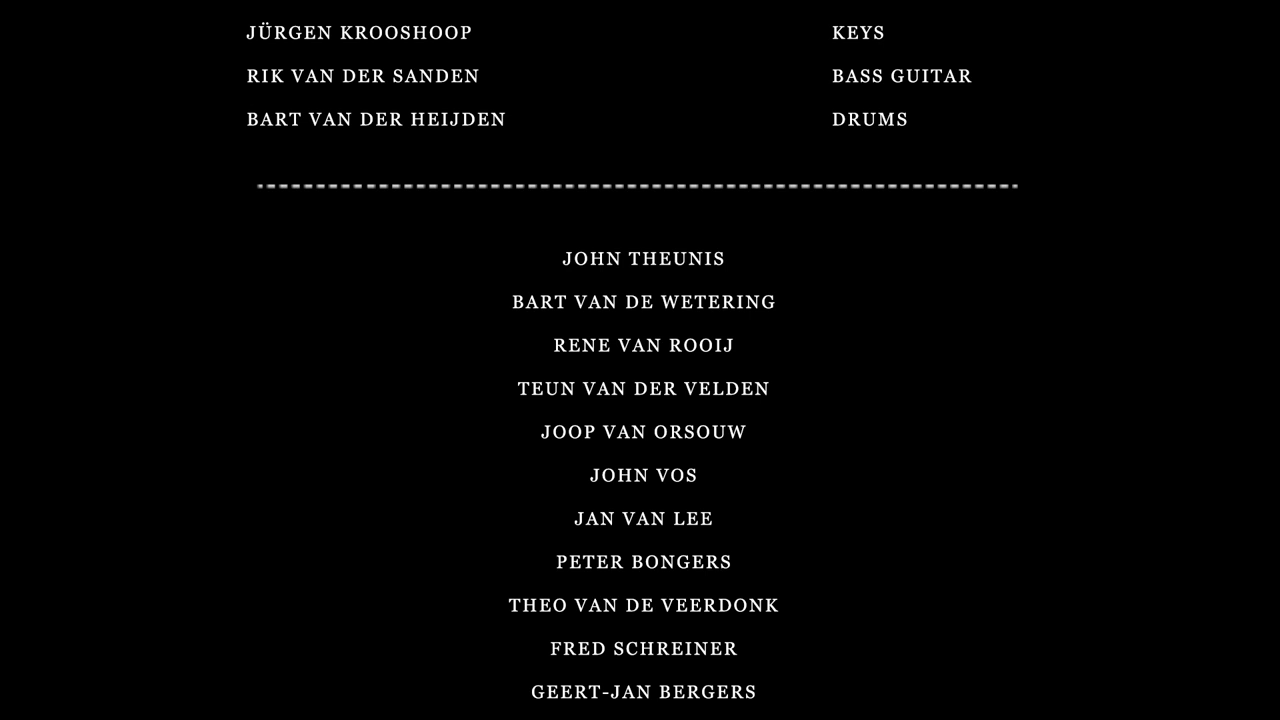 JÜRGEN KROOSHOOP KEYS
RIK VAN DER SANDEN BASS GUITAR
BART VAN DER HEIJDEN DRUMS
JOHN THEUNIS
BART VAN DE WETERING
RENE VAN ROOIJ
TEUN VAN DER VELDEN
JOOP VAN ORSOUW
JOHN VOS
JAN VAN LEE
PETER BONGERS
THEO VAN DE VEERDONK
FRED SCHREINER
GEERT-JAN BERGERS